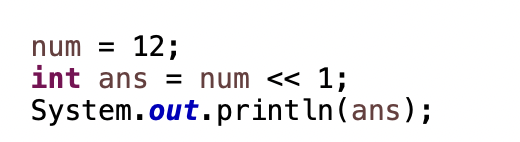 num = 12;
int ans = num << 1;
System.out.println(ans);